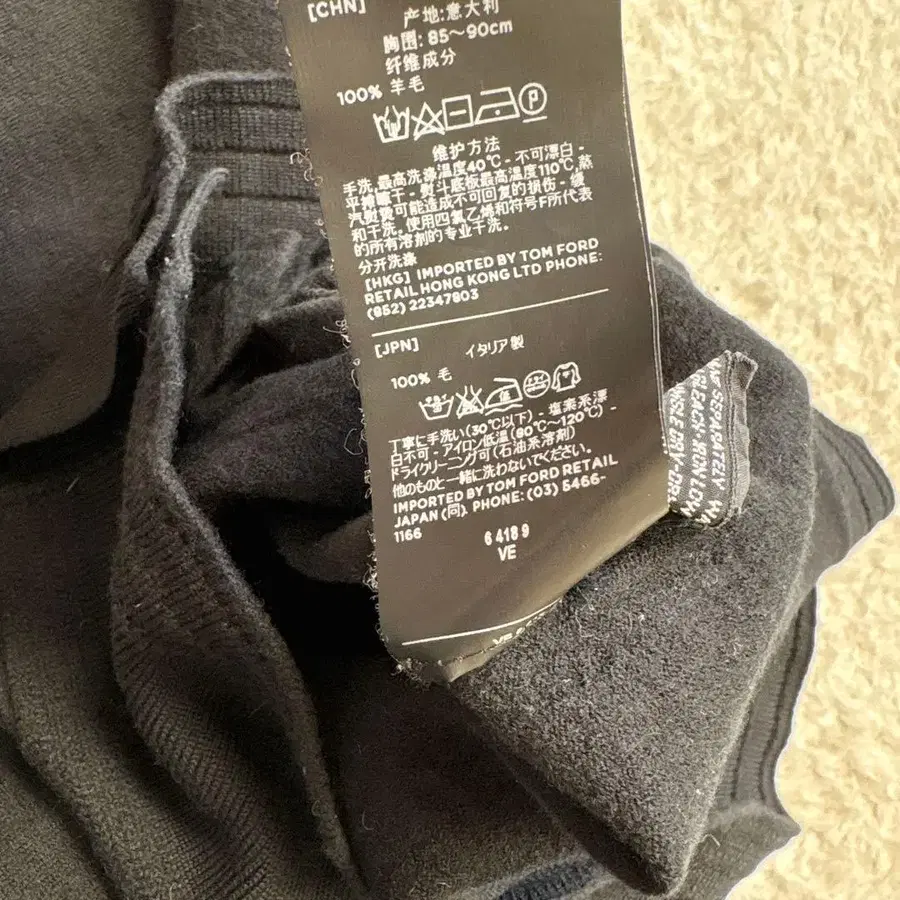 [CHN]
产地:意大利
胸围: 85~90cm
纤维成分
100% 羊毛
P
维护方法
手洗,最高洗涤温度40℃ - 不可漂白 -
平摊晾干 - 熨斗底板最高温度110℃,蒸
汽熨烫可能造成不可回复的损伤 - 缓
和干洗。使用四氯乙烯和符号F所代表
的所有溶剂的专业干洗。
分开洗涤
[HKG] IMPORTED BY TOM FORD
RETAIL HONG KONG LTD PHONE:
(852) 22347803
[JPN] イタリア製
100% 毛
丁寧に手洗い(30℃以下) - 塩素系漂
白不可 - アイロン低温(80℃~120℃) -
ドライクリーニング可(石油系溶剤)
他のものと一緒に洗わないでください。
IMPORTED BY TOM FORD RETAIL
JAPAN (同). PHONE: (03) 5466-
1166
6 418 9
VE
SEPARATELY
BLEACH-IRON LOW